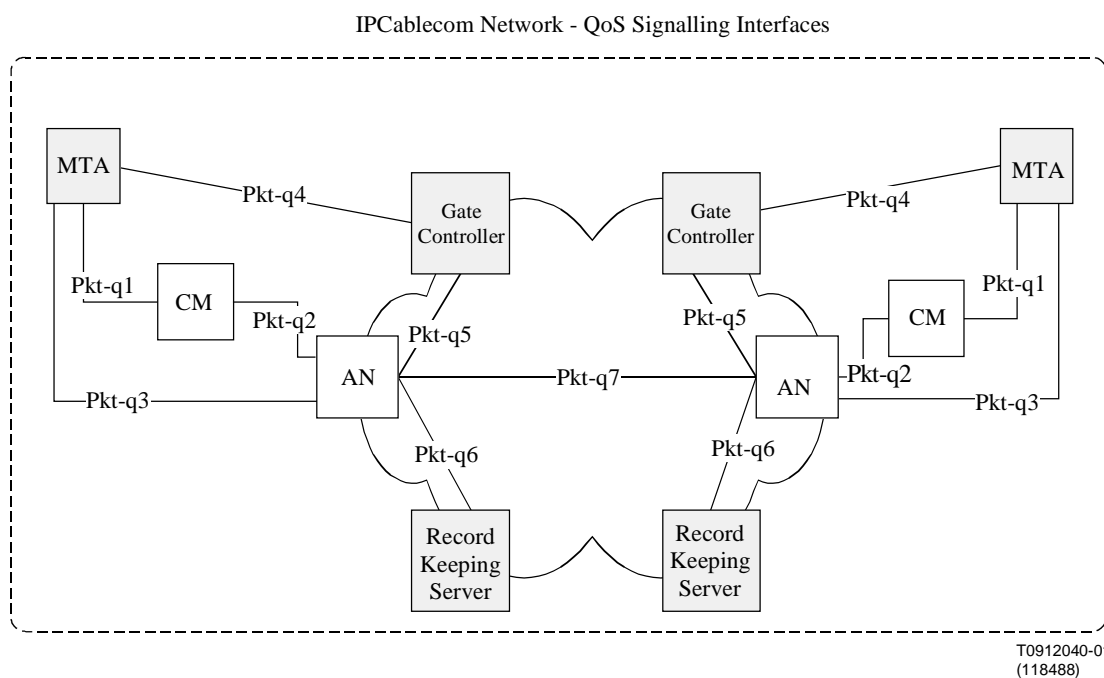 IPCablecom Network - QoS Signalling Interfaces
MTA
MTA
Pkt-q4
Pkt-q4
Gate
Controller
Gate
Controller
Pkt-q1
Pkt-q1
CM
CM
Pkt-q2
Pkt-q5
Pkt-q5
Pkt-q2
AN
Pkt-q7
AN
Pkt-q3
Pkt-q3
Pkt-q6
Pkt-q6
Record
Keeping
Server
Record
Keeping
Server
T0912040-01
(118488)